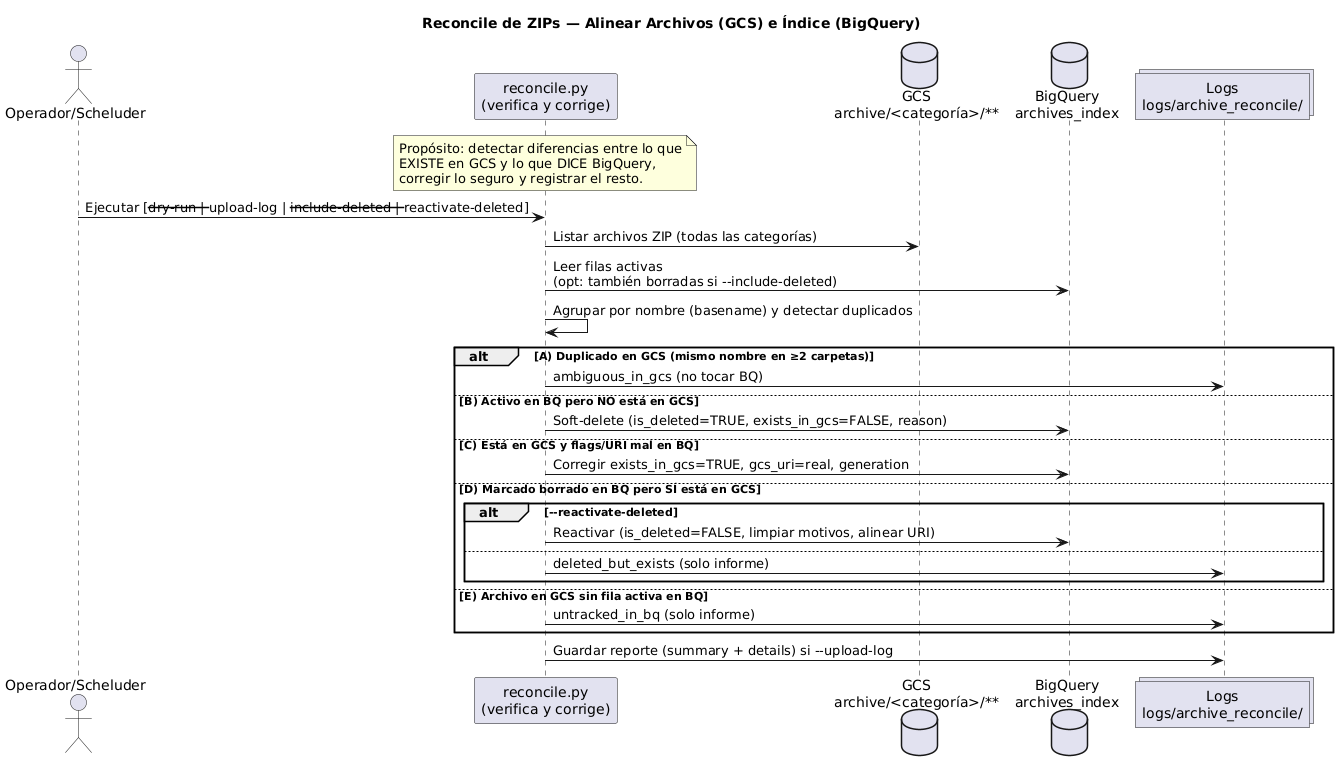 Reconcile de ZIPs — Alinear Archivos (GCS) e Índice (BigQuery)
Operador/Scheluder
reconcile.py
(verifica y corrige)
GCS
archive/<categoría>/**
BigQuery
archives_index
Logs
logs/archive_reconcile/
Propósito: detectar diferencias entre lo que
EXISTE en GCS y lo que DICE BigQuery,
corregir lo seguro y registrar el resto.
Ejecutar [dry-run | upload-log | include-deleted | reactivate-deleted]
Listar archivos ZIP (todas las categorías)
Leer filas activas
(opt: también borradas si --include-deleted)
Agrupar por nombre (basename) y detectar duplicados
alt
[A) Duplicado en GCS (mismo nombre en ≥2 carpetas)]
ambiguous_in_gcs (no tocar BQ)
[B) Activo en BQ pero NO está en GCS]
Soft-delete (is_deleted=TRUE, exists_in_gcs=FALSE, reason)
[C) Está en GCS y flags/URI mal en BQ]
Corregir exists_in_gcs=TRUE, gcs_uri=real, generation
[D) Marcado borrado en BQ pero SÍ está en GCS]
alt
[--reactivate-deleted]
Reactivar (is_deleted=FALSE, limpiar motivos, alinear URI)
deleted_but_exists (solo informe)
[E) Archivo en GCS sin fila activa en BQ]
untracked_in_bq (solo informe)
Guardar reporte (summary + details) si --upload-log
Operador/Scheluder
reconcile.py
(verifica y corrige)
GCS
archive/<categoría>/**
BigQuery
archives_index
Logs
logs/archive_reconcile/